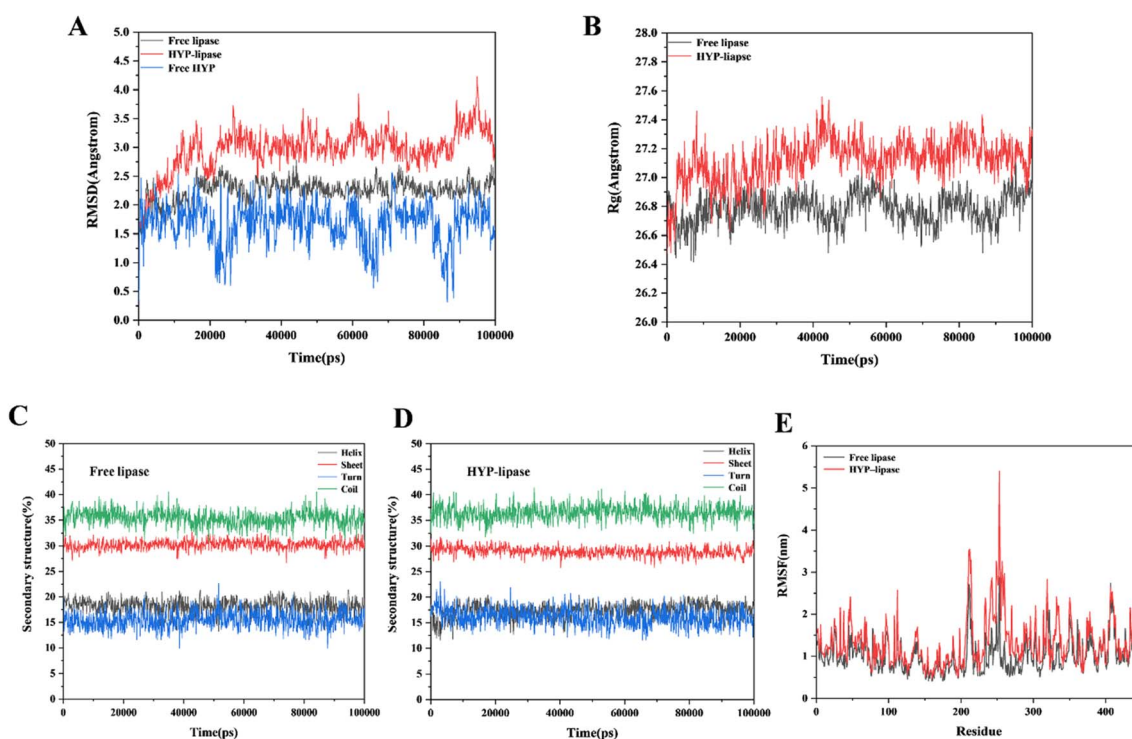 A
5.0
4.5
4.0
3.5
3.0
2.5
2.0
1.5
1.0
0.5
0.0
RMSD(Angstrom)
Free lipase
HYP-lipase
Free HYP
0 20000 40000 60000 80000 100000
Time(ps)
B
28.0
27.8
27.4
27.2
27.0
26.8
26.6
26.4
26.2
26.0
Rg(Angstrom)
Free lipase
HYP-liapse
0 20000 40000 60000 80000 100000
Time(ps)
C
50
45
40
35
30
25
20
15
10
5
0
Secondary structure(%)
Free lipase
Helix
Sheet
Turn
Coil
0 20000 40000 60000 80000 100000
Time(ps)
D
50
45
40
35
30
25
20
15
10
5
0
Secondary structure(%)
HYP-lipase
Helix
Sheet
Turn
Coil
0 20000 40000 60000 80000 100000
Time(ps)
E
6
5
4
3
2
1
0
RMSF(nm)
Free lipase
HYP-lipase
0 100 200 300 400
Residue